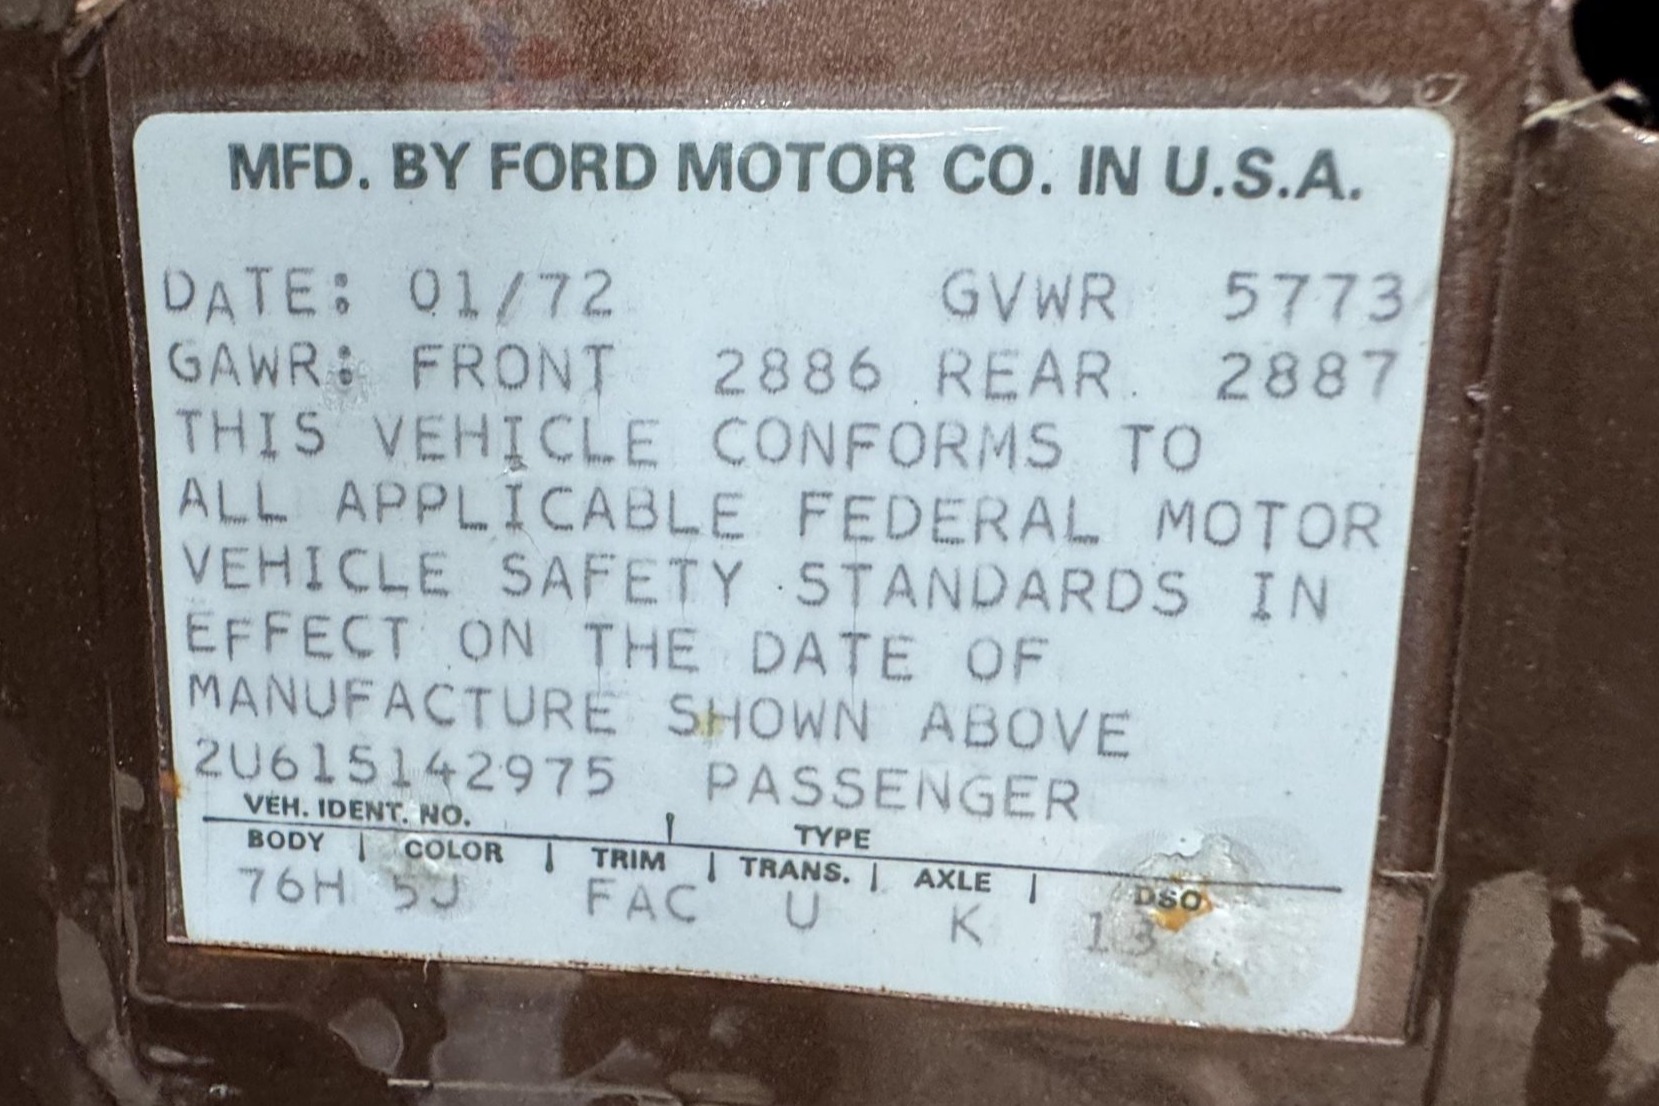 MFD. BY FORD MOTOR CO. IN U.S.A.
DATE: 01/72 GVWR 5773
GAWR: FRONT 2886 REAR 2887
THIS VEHICLE CONFORMS TO
ALL APPLICABLE FEDERAL MOTOR
VEHICLE SAFETY STANDARDS IN
EFFECT ON THE DATE OF
MANUFACTURE SHOWN ABOVE
2U61S142975 PASSENGER
VEH. IDENT. NO. TYPE
BODY COLOR TRIM TRANS. AXLE DSO
76H 5J FAC U K 13